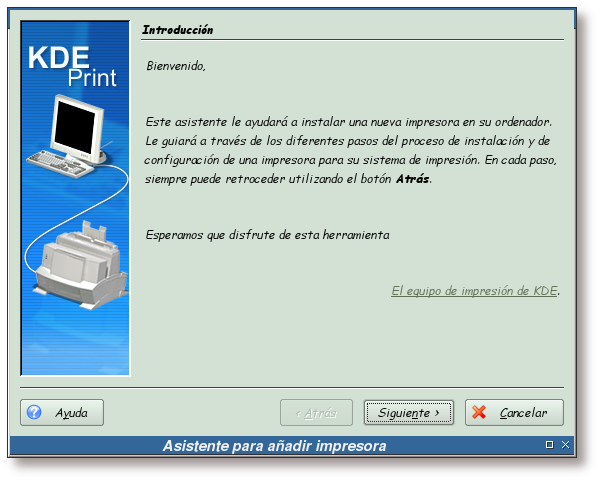 Introducción
KDE
Print
Bienvenido,
Este asistente le ayudará a instalar una nueva impresora en su ordenador.
Le guiará a través de los diferentes pasos del proceso de instalación y de
configuración de una impresora para su sistema de impresión. En cada paso,
siempre puede retroceder utilizando el botón Atrás.
Esperamos que disfrute de esta herramienta
El equipo de impresión de KDE.
Ayuda
‹ Atrás
Siguiente ›
Cancelar
Asistente para añadir impresora